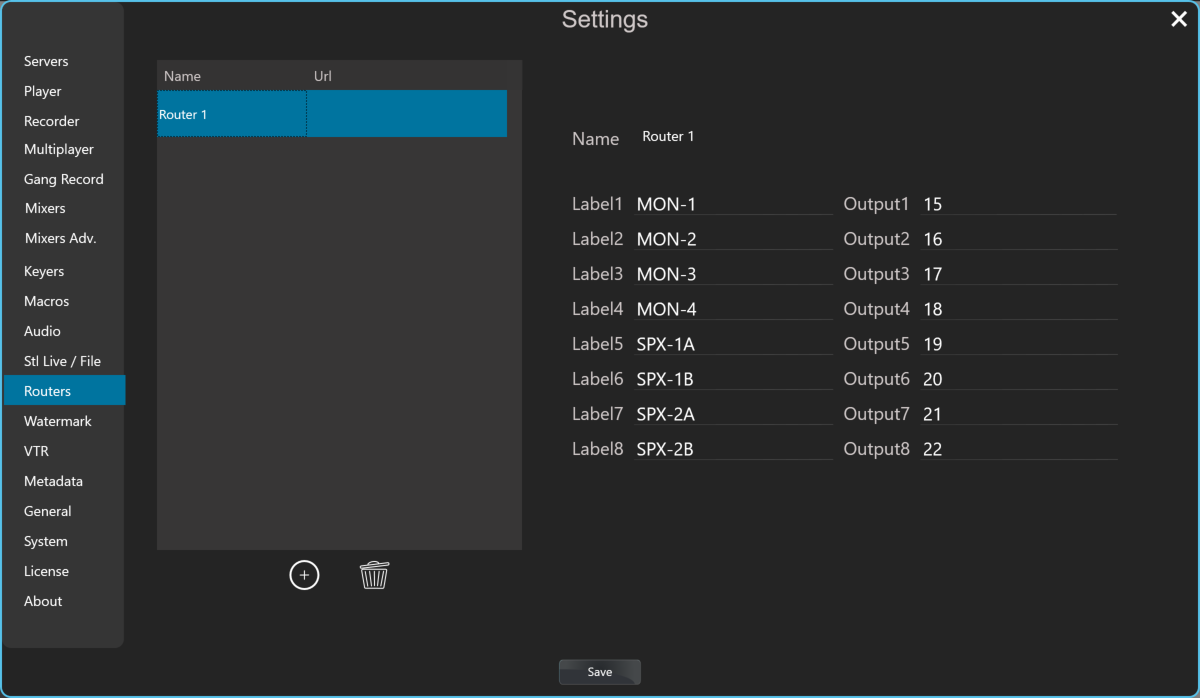 Settings
Servers
Player
Recorder
Multiplayer
Gang Record
Mixers
Mixers Adv.
Keyers
Macros
Audio
Stl Live / File
Routers
Watermark
VTR
Metadata
General
System
License
About
Name Url
Router 1
Name Router 1
Label1 MON-1 Output1 15
Label2 MON-2 Output2 16
Label3 MON-3 Output3 17
Label4 MON-4 Output4 18
Label5 SPX-1A Output5 19
Label6 SPX-1B Output6 20
Label7 SPX-2A Output7 21
Label8 SPX-2B Output8 22
Save